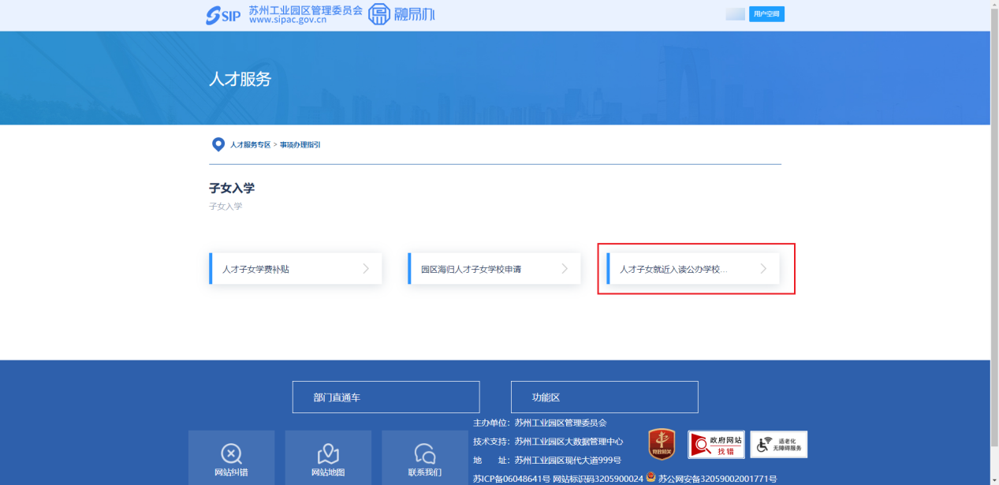 SIP 苏州工业园区管理委员会 融易办
www.sipac.gov.cn
用户空间
人才服务
人才服务专区 > 事项办理指引
子女入学
子女入学
人才子女学费补贴
园区海归人才子女学校申请
人才子女就近入读公办学校...
部门直通车
功能区
主办单位：苏州工业园区管理委员会
技术支持：苏州工业园区大数据管理中心
地 址：苏州工业园区现代大道999号
苏ICP备06048641号 网站标识码3205900024 苏公网安备32059002001771号
网站纠错
网站地图
联系我们
党政机关
政府网站
找错
适老化
无障碍服务